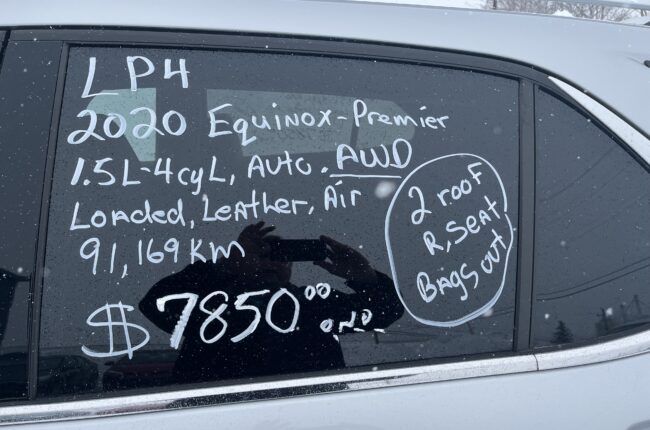 LP4
2020 Equinox-Premier
1.5L-4cyL, Auto. AWD
Loaded, Leather, Air
91,169 Km
$7850.00 o.n.o.
2 roof
R, Seat
Bags out